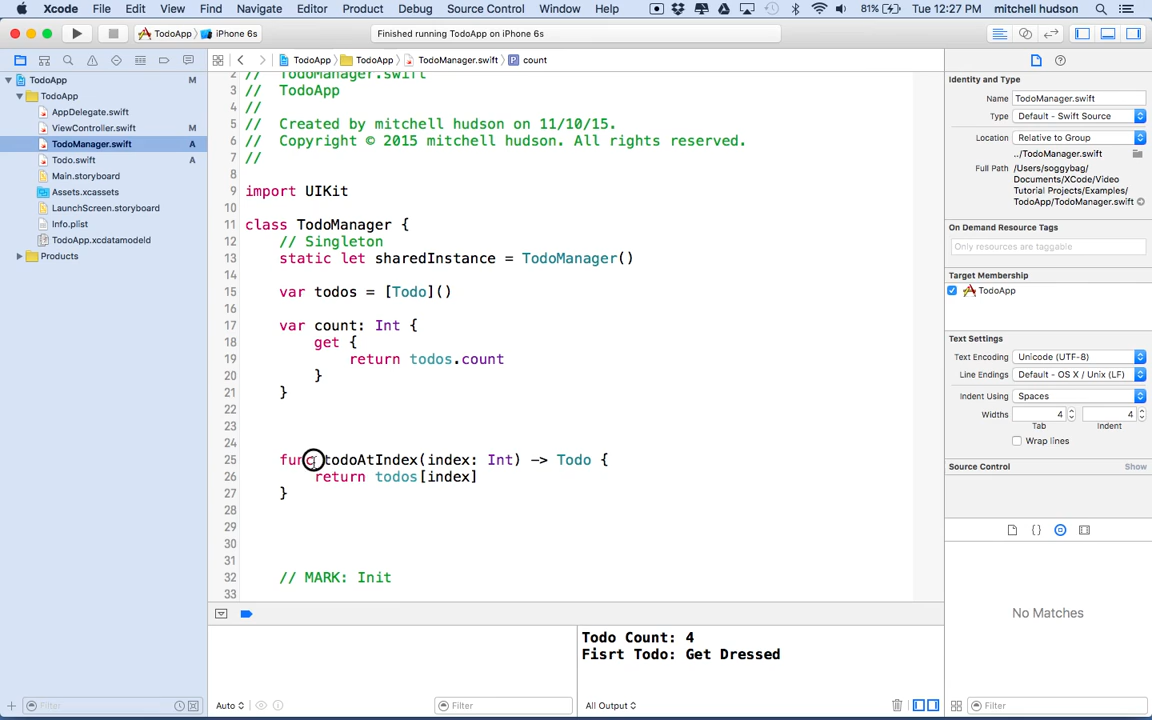 Xcode File Edit View Find Navigate Editor Product Debug Source Control Window Help 81% Tue 12:27 PM mitchell hudson
TodoApp iPhone 6s Finished running TodoApp on iPhone 6s
TodoApp TodoApp TodoManager.swift P count
TodoApp M
TodoApp
AppDelegate.swift
ViewController.swift M
TodoManager.swift A
Todo.swift A
Main.storyboard
Assets.xcassets
LaunchScreen.storyboard
Info.plist
TodoApp.xcdatamodeld
Products
Filter
2 // TodoManager.swift
3 // TodoApp
4 //
5 // Created by mitchell hudson on 11/10/15.
6 // Copyright © 2015 mitchell hudson. All rights reserved.
7 //
8
9 import UIKit
10
11 class TodoManager {
12 // Singleton
13 static let sharedInstance = TodoManager()
14
15 var todos = [Todo]()
16
17 var count: Int {
18 get {
19 return todos.count
20 }
21 }
22
23
24
25 func todoAtIndex(index: Int) -> Todo {
26 return todos[index]
27 }
28
29
30
31
32 // MARK: Init
33
Auto
Filter
Todo Count: 4
Fisrt Todo: Get Dressed
All Output
Identity and Type
Name TodoManager.swift
Type Default - Swift Source
Location Relative to Group
../TodoManager.swift
Full Path /Users/soggybag/
Documents/XCode/Video
Tutorial Projects/Examples/
TodoApp/TodoManager.swift
On Demand Resource Tags
Only resources are taggable
Target Membership
TodoApp
Text Settings
Text Encoding Unicode (UTF-8)
Line Endings Default - OS X / Unix (LF)
Indent Using Spaces
Widths 4 4
Tab Indent
Wrap lines
Source Control Show
{ }
No Matches
Filter